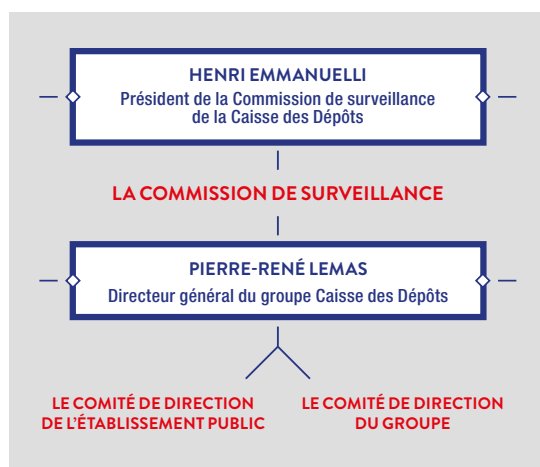 HENRI EMMANUELLI
Président de la Commission de surveillance
de la Caisse des Dépôts
LA COMMISSION DE SURVEILLANCE
PIERRE-RENÉ LEMAS
Directeur général du groupe Caisse des Dépôts
LE COMITÉ DE DIRECTION
DE L'ÉTABLISSEMENT PUBLIC
LE COMITÉ DE DIRECTION
DU GROUPE